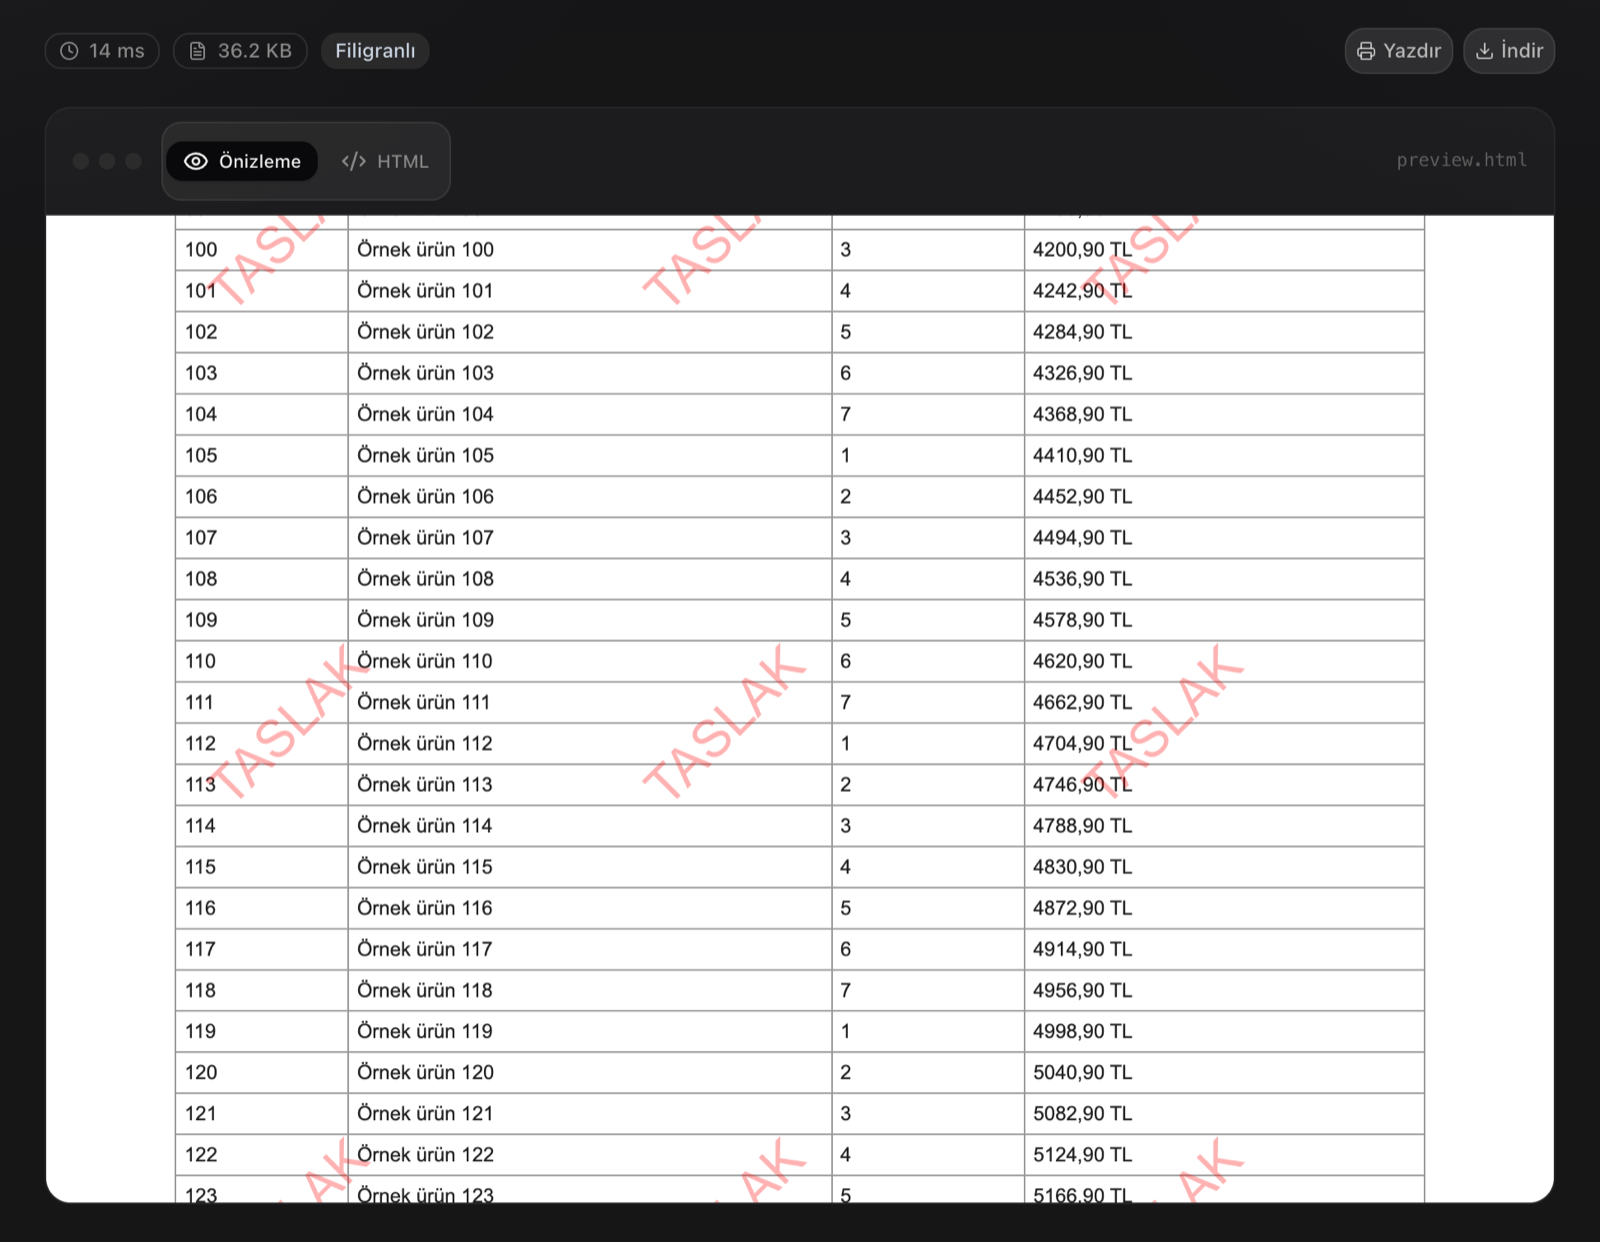 14 ms 36.2 KB Filigranlı Yazdır İndir
Önizleme </> HTML preview.html
100 Örnek ürün 100 3 4200,90 TL
101 Örnek ürün 101 4 4242,90 TL
102 Örnek ürün 102 5 4284,90 TL
103 Örnek ürün 103 6 4326,90 TL
104 Örnek ürün 104 7 4368,90 TL
105 Örnek ürün 105 1 4410,90 TL
106 Örnek ürün 106 2 4452,90 TL
107 Örnek ürün 107 3 4494,90 TL
108 Örnek ürün 108 4 4536,90 TL
109 Örnek ürün 109 5 4578,90 TL
110 Örnek ürün 110 6 4620,90 TL
111 Örnek ürün 111 7 4662,90 TL
112 Örnek ürün 112 1 4704,90 TL
113 Örnek ürün 113 2 4746,90 TL
114 Örnek ürün 114 3 4788,90 TL
115 Örnek ürün 115 4 4830,90 TL
116 Örnek ürün 116 5 4872,90 TL
117 Örnek ürün 117 6 4914,90 TL
118 Örnek ürün 118 7 4956,90 TL
119 Örnek ürün 119 1 4998,90 TL
120 Örnek ürün 120 2 5040,90 TL
121 Örnek ürün 121 3 5082,90 TL
122 Örnek ürün 122 4 5124,90 TL
123 Örnek ürün 123 5 5166,90 TL
TASLAK TASLAK TASLAK